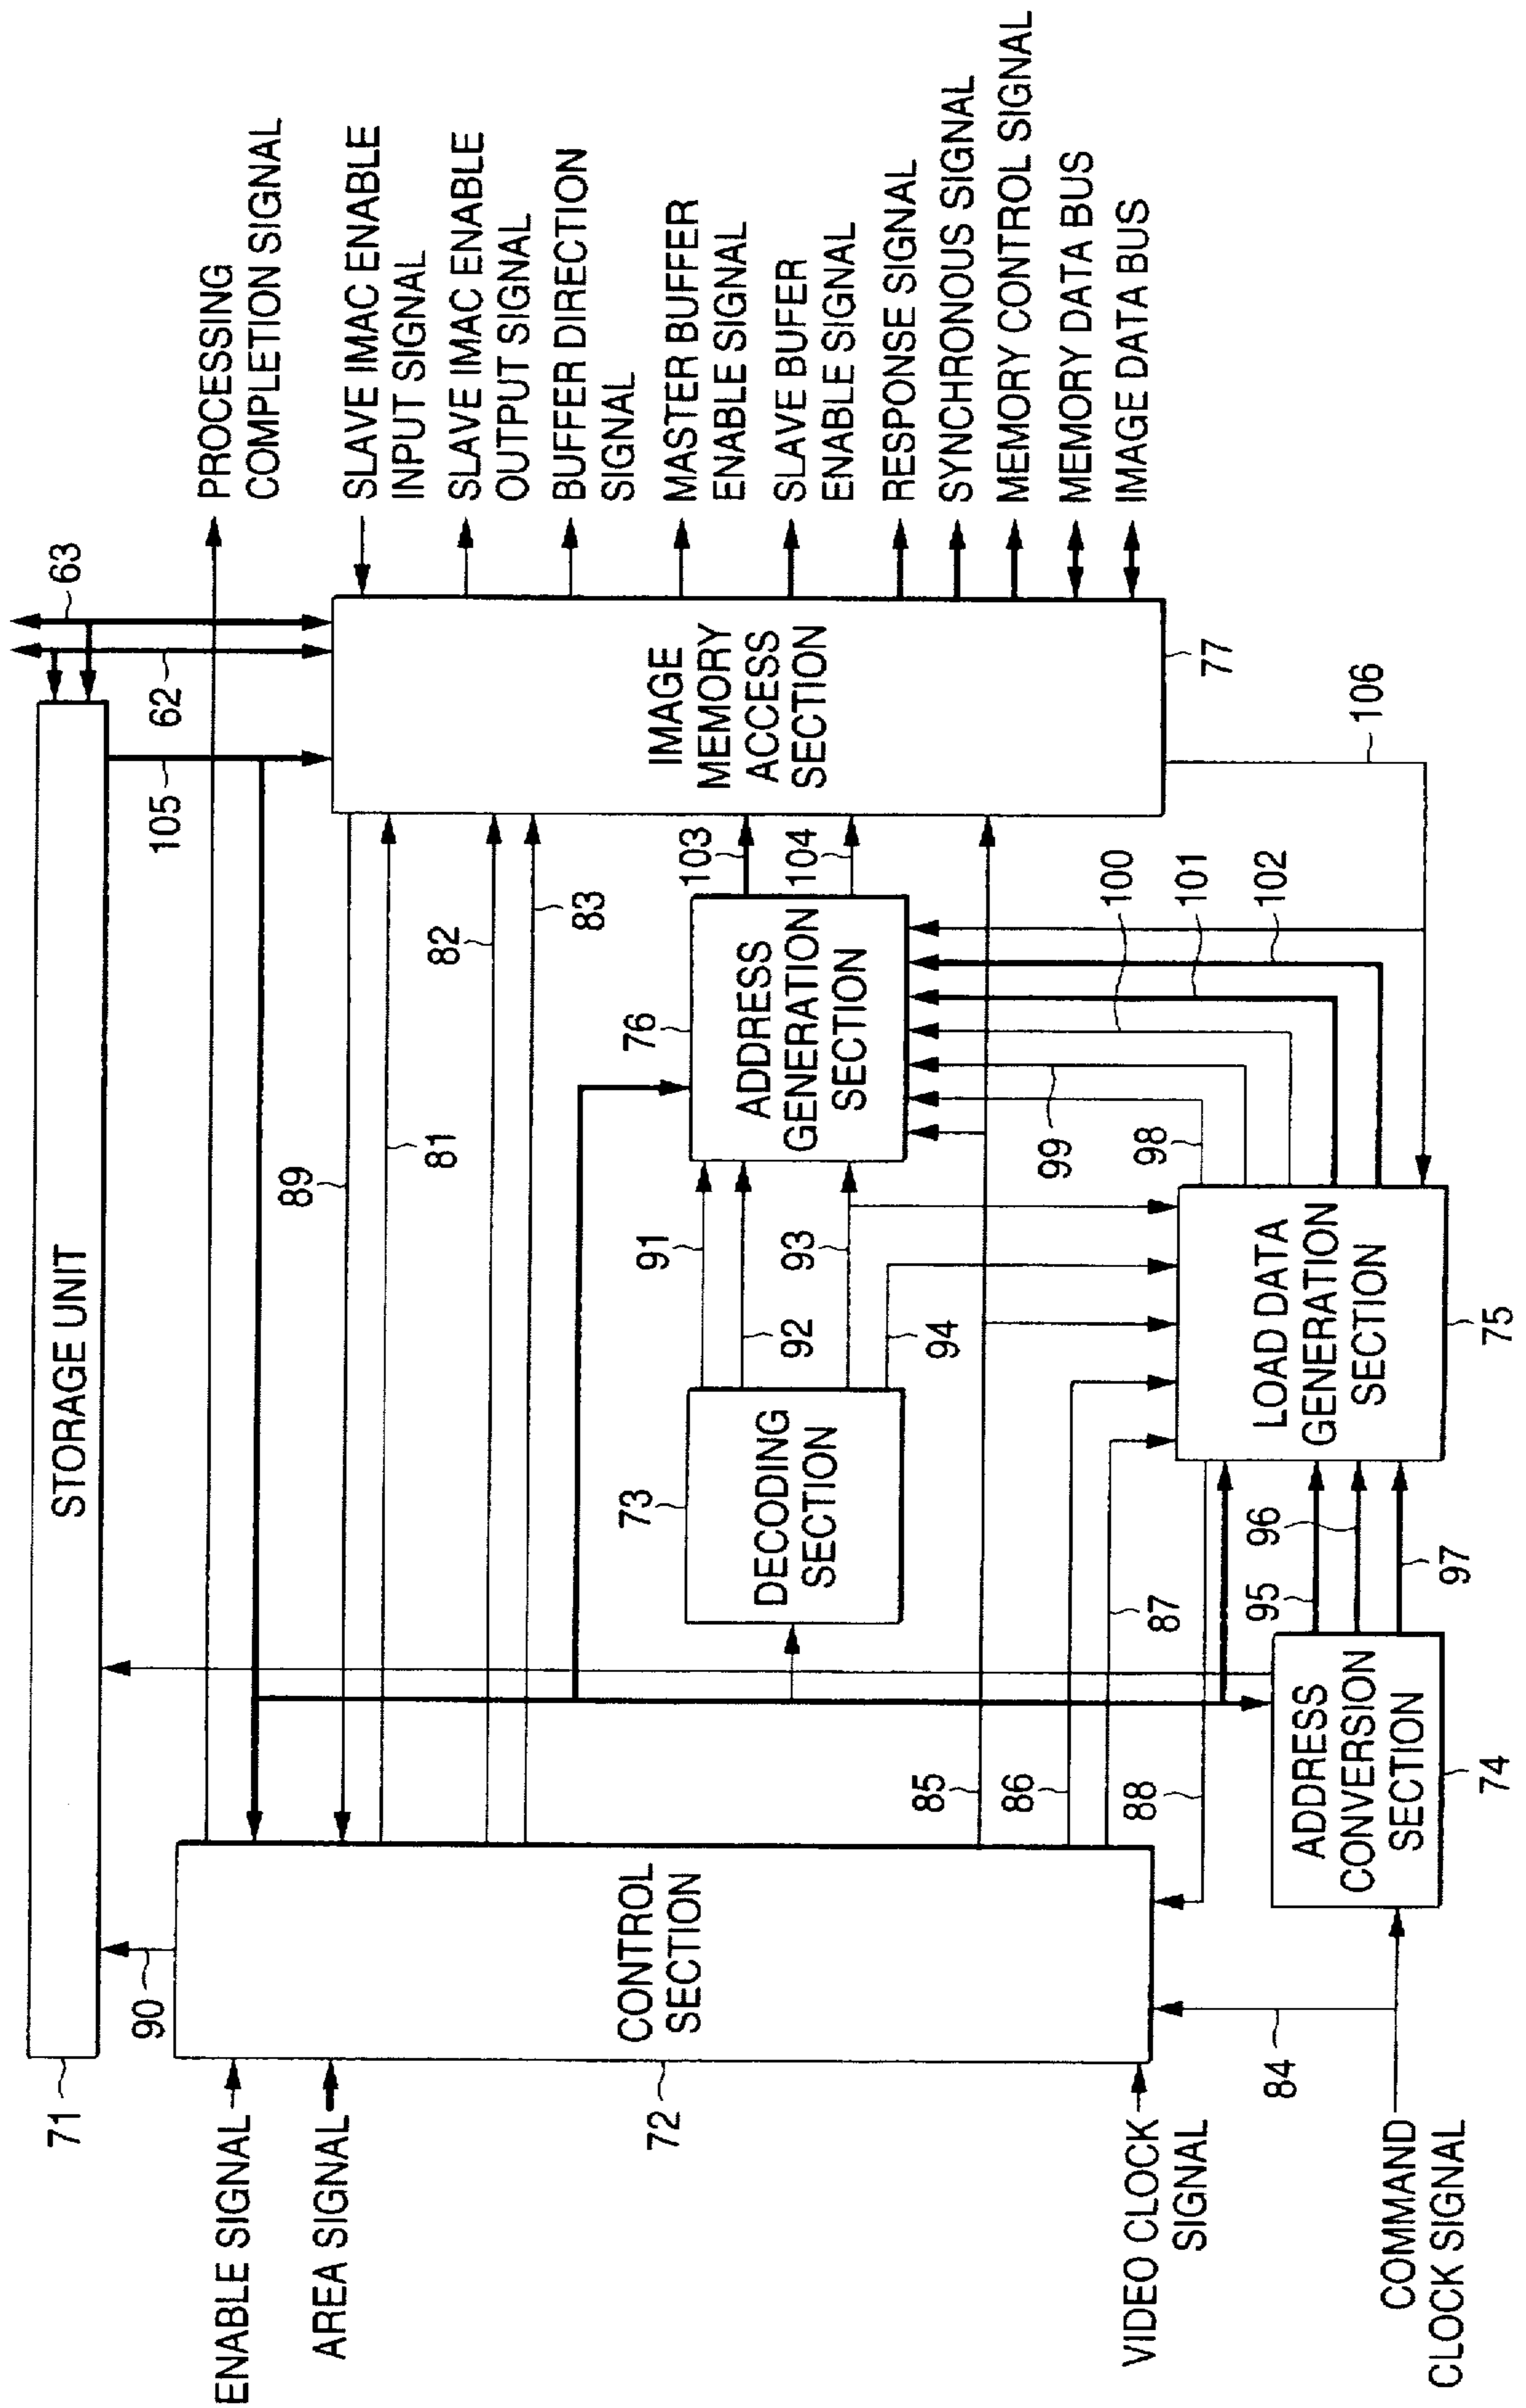 STORAGE UNIT
71
90
105
62
63
PROCESSING
COMPLETION SIGNAL
SLAVE IMAC ENABLE
INPUT SIGNAL
SLAVE IMAC ENABLE
OUTPUT SIGNAL
BUFFER DIRECTION
SIGNAL
MASTER BUFFER
ENABLE SIGNAL
SLAVE BUFFER
ENABLE SIGNAL
RESPONSE SIGNAL
SYNCHRONOUS SIGNAL
MEMORY CONTROL SIGNAL
MEMORY DATA BUS
IMAGE DATA BUS
ENABLE SIGNAL
AREA SIGNAL
VIDEO CLOCK
SIGNAL
COMMAND
CLOCK SIGNAL
CONTROL
SECTION
72
84
89
81
82
83
85
86
87
88
DECODING
SECTION
73
91
92
93
94
ADDRESS
GENERATION
SECTION
76
103
104
IMAGE
MEMORY
ACCESS
SECTION
77
106
98
99
100
101
102
ADDRESS
CONVERSION
SECTION
74
95
96
97
LOAD DATA
GENERATION
SECTION
75